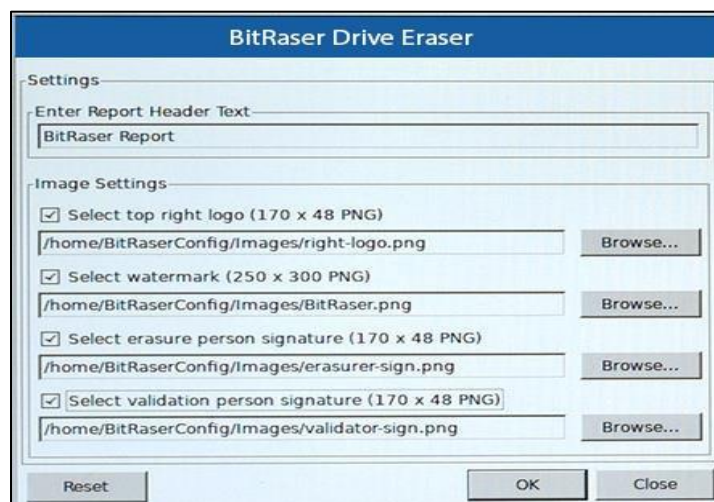 BitRaser Drive Eraser
Settings
Enter Report Header Text
BitRaser Report
Image Settings
Select top right logo (170 x 48 PNG)
/home/BitRaserConfig/Images/right-logo.png Browse...
Select watermark (250 x 300 PNG)
/home/BitRaserConfig/Images/BitRaser.png Browse...
Select erasure person signature (170 x 48 PNG)
/home/BitRaserConfig/Images/erasurer-sign.png Browse...
Select validation person signature (170 x 48 PNG)
/home/BitRaserConfig/Images/validator-sign.png Browse...
Reset OK Close